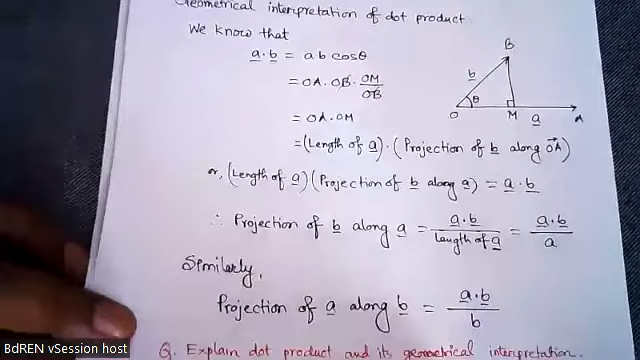 Geometrical interpretation of dot product
We know that
a·b = ab cosθ
= OA·OB·OM/OB
= OA·OM
= (Length of a)·(Projection of b along OA)
or, (Length of a)(Projection of b along a) = a·b
∴ Projection of b along a = a·b/Length of a = a·b/a
Similarly,
Projection of a along b = a·b/b
Q. Explain dot product and its geometrical interpretation.
B
b
θ
O
M
a
A
BdREN vSession host